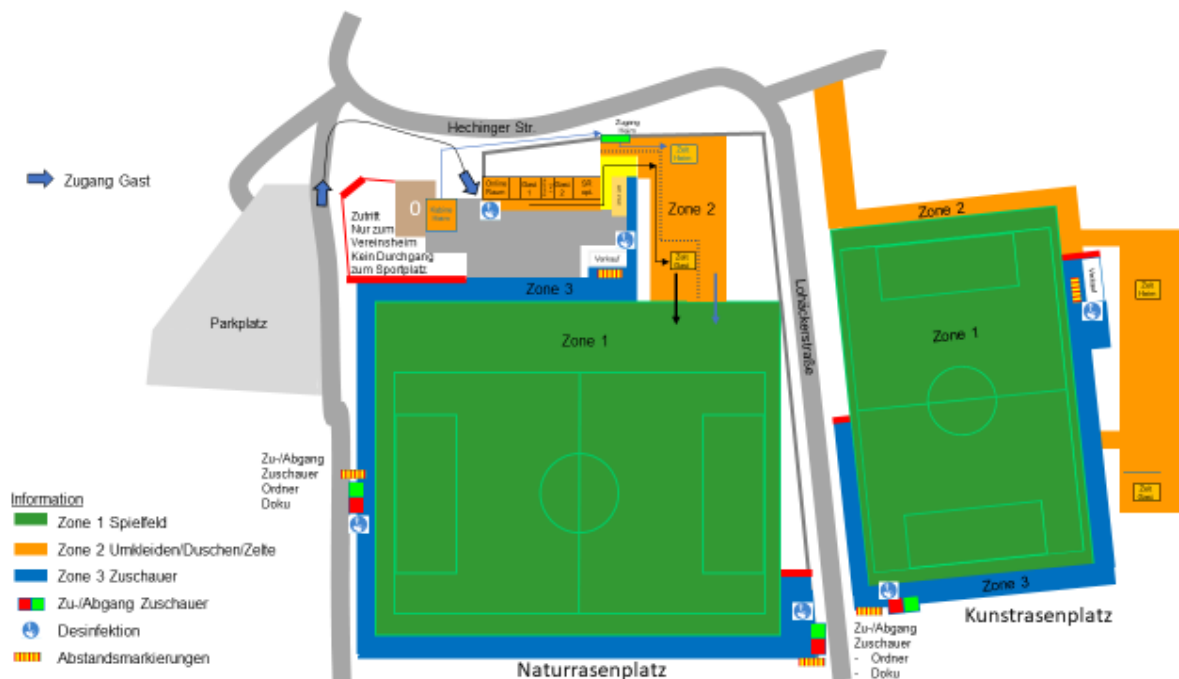 Hechinger Str.
Zugang
Heim
Zugang Gast
Online
Raum
Gast
1
Gast
2
SR
Zelt
Heim
0
Kabine
Heim
Zone 2
Zutritt
Nur zum
Vereinsheim
Kein Durchgang
zum Sportplatz
Verkauf
Zelt
Gast
Zone 3
Parkplatz
Zone 1
Lohäckerstraße
Zone 2
Verkauf
Zelt
Heim
Zone 1
Zelt
Gast
Zone 3
Kunstrasenplatz
Zu-/Abgang
Zuschauer
Ordner
Doku
Information
Zone 1 Spielfeld
Zone 2 Umkleiden/Duschen/Zelte
Zone 3 Zuschauer
Zu-/Abgang Zuschauer
Desinfektion
Abstandsmarkierungen
Naturrasenplatz
Zu-/Abgang
Zuschauer
- Ordner
- Doku